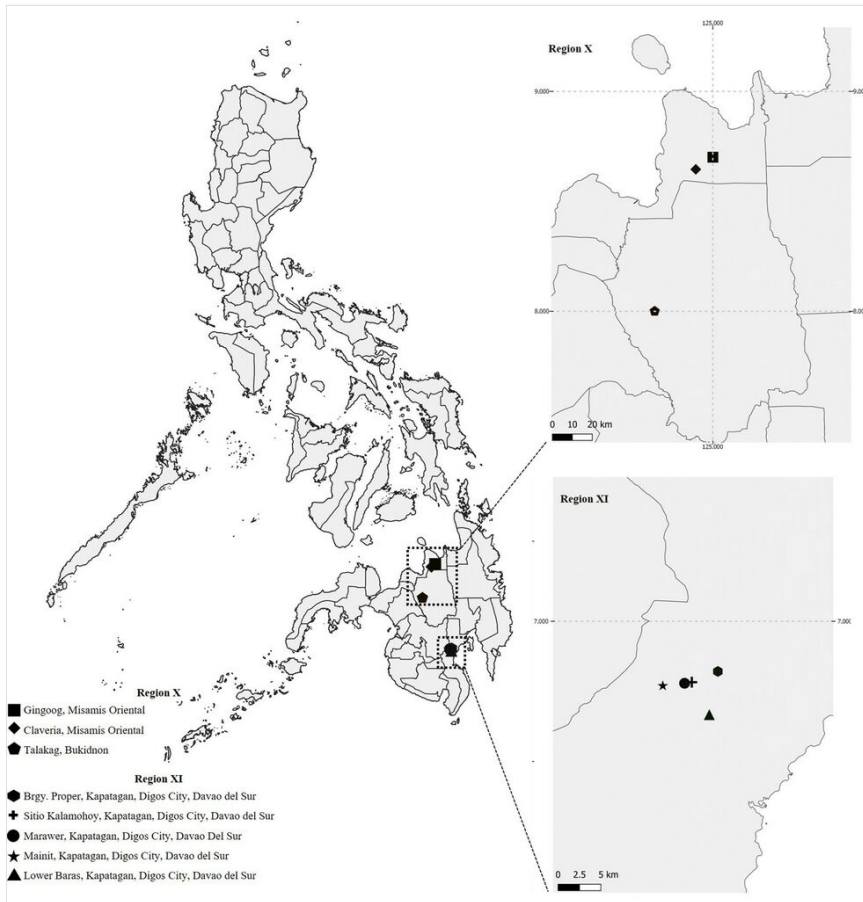 Region X
125.000
9.000
9.000
8.000
8.000
0 10 20 km
125.000
Region XI
7.000
7.000
0 2.5 5 km
Region X
Gingoog, Misamis Oriental
Claveria, Misamis Oriental
Talakag, Bukidnon
Region XI
Brgy. Proper, Kapatagan, Digos City, Davao del Sur
Sitio Kalamohoy, Kapatagan, Digos City, Davao del Sur
Marawer, Kapatagan, Digos City, Davao Del Sur
Mainit, Kapatagan, Digos City, Davao del Sur
Lower Baras, Kapatagan, Digos City, Davao del Sur